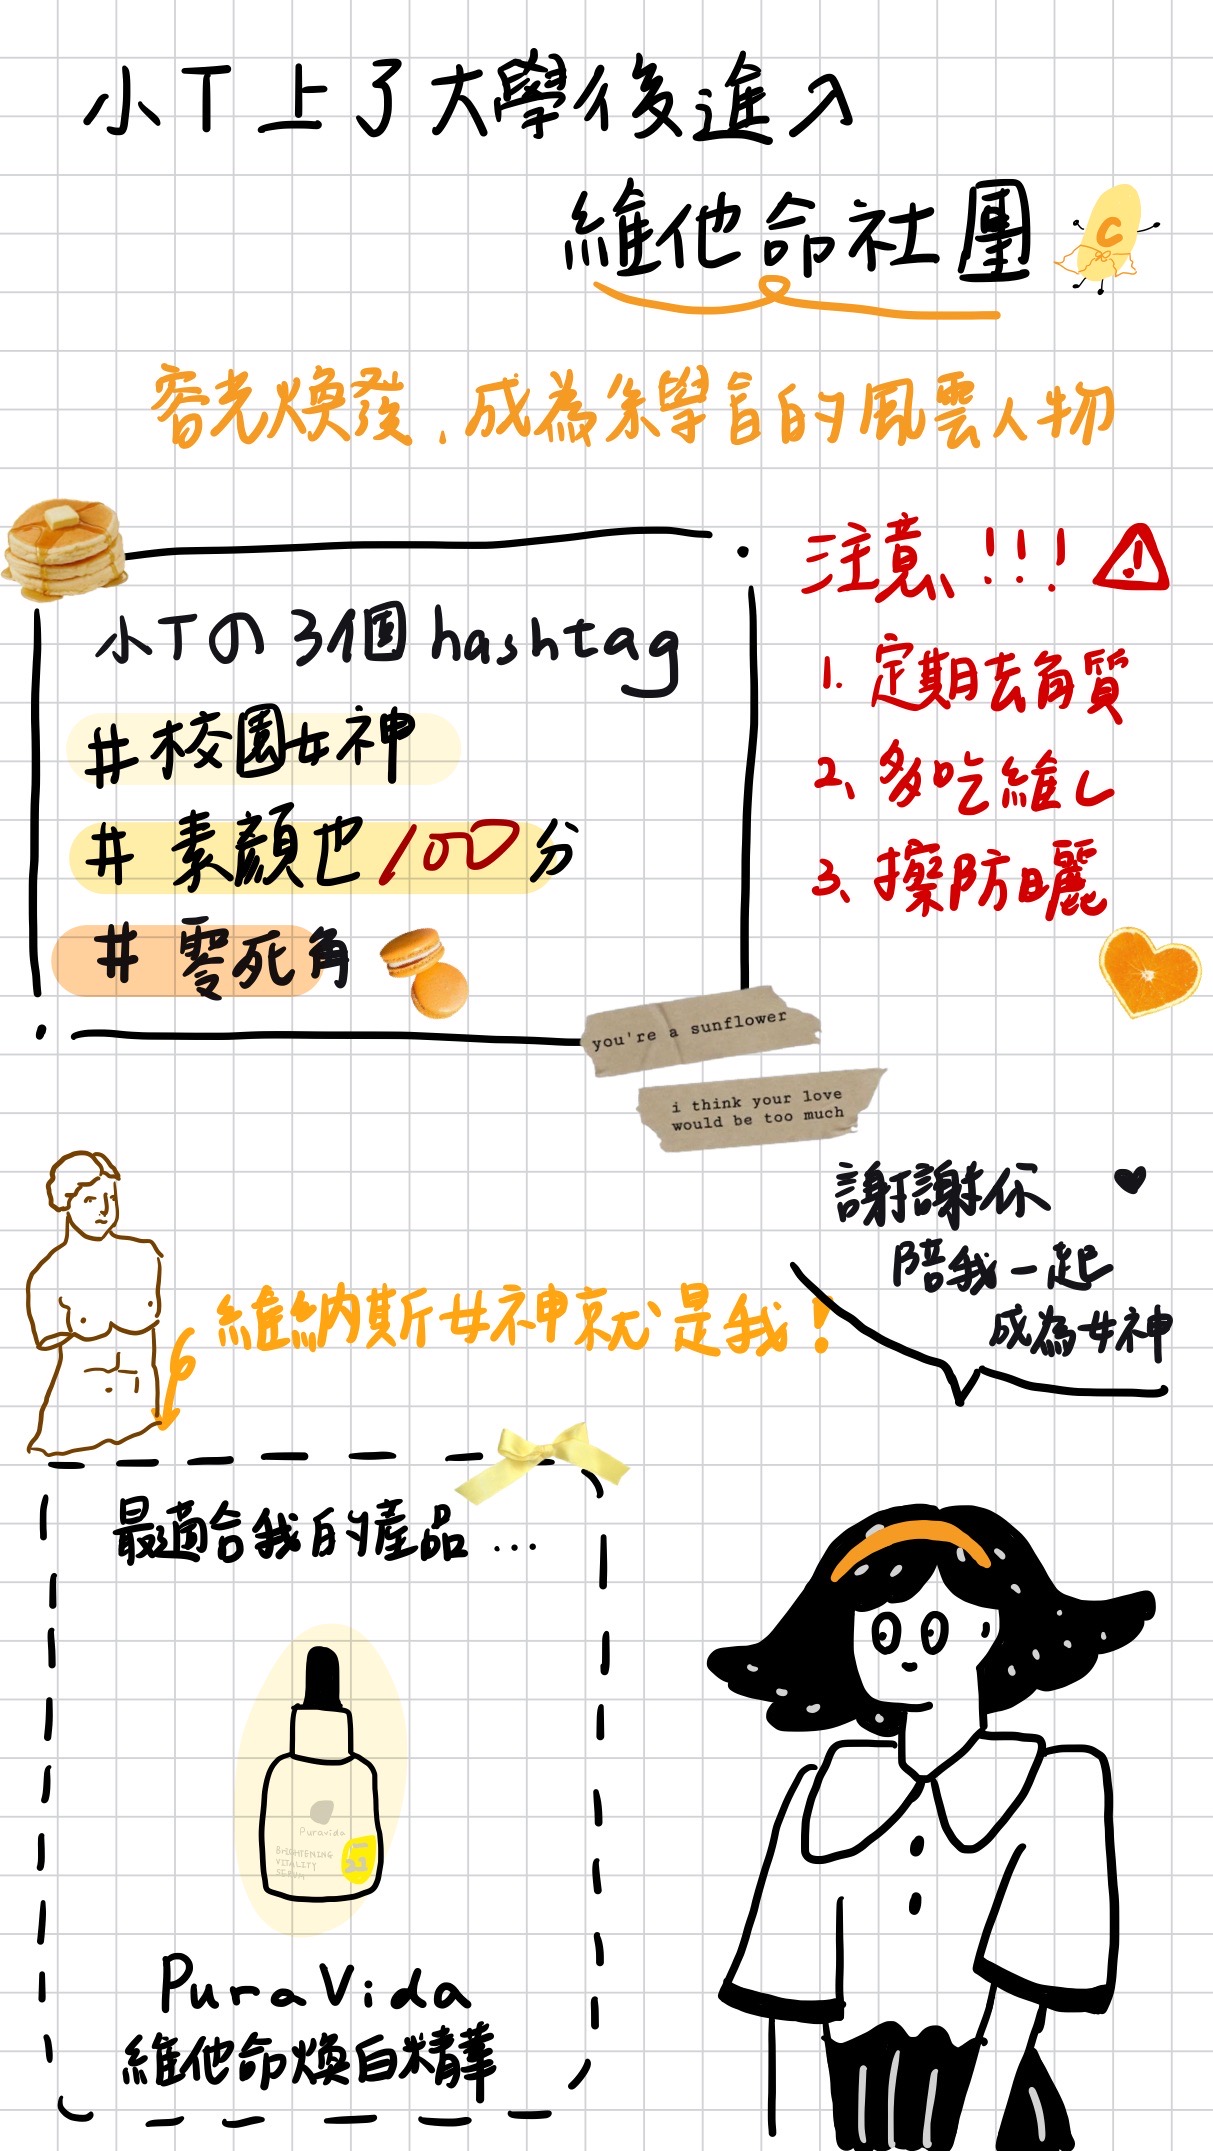 小T上了大學後進入
維他命社團
C
容光煥發,成為系學會的風雲人物
小Tの3個hashtag
#校園女神
#素顏也100分
#零死角
注意!!!
!
1.定期去角質
2、多吃維C
3、擦防曬
you're a sunflower
i think your love
would be too much
謝謝你
陪我一起
成為女神
維納斯女神就是我!
最適合我的產品...
Puravida
BRIGHTENING
VITALITY
SERUM
PuraVida
維他命煥白精華